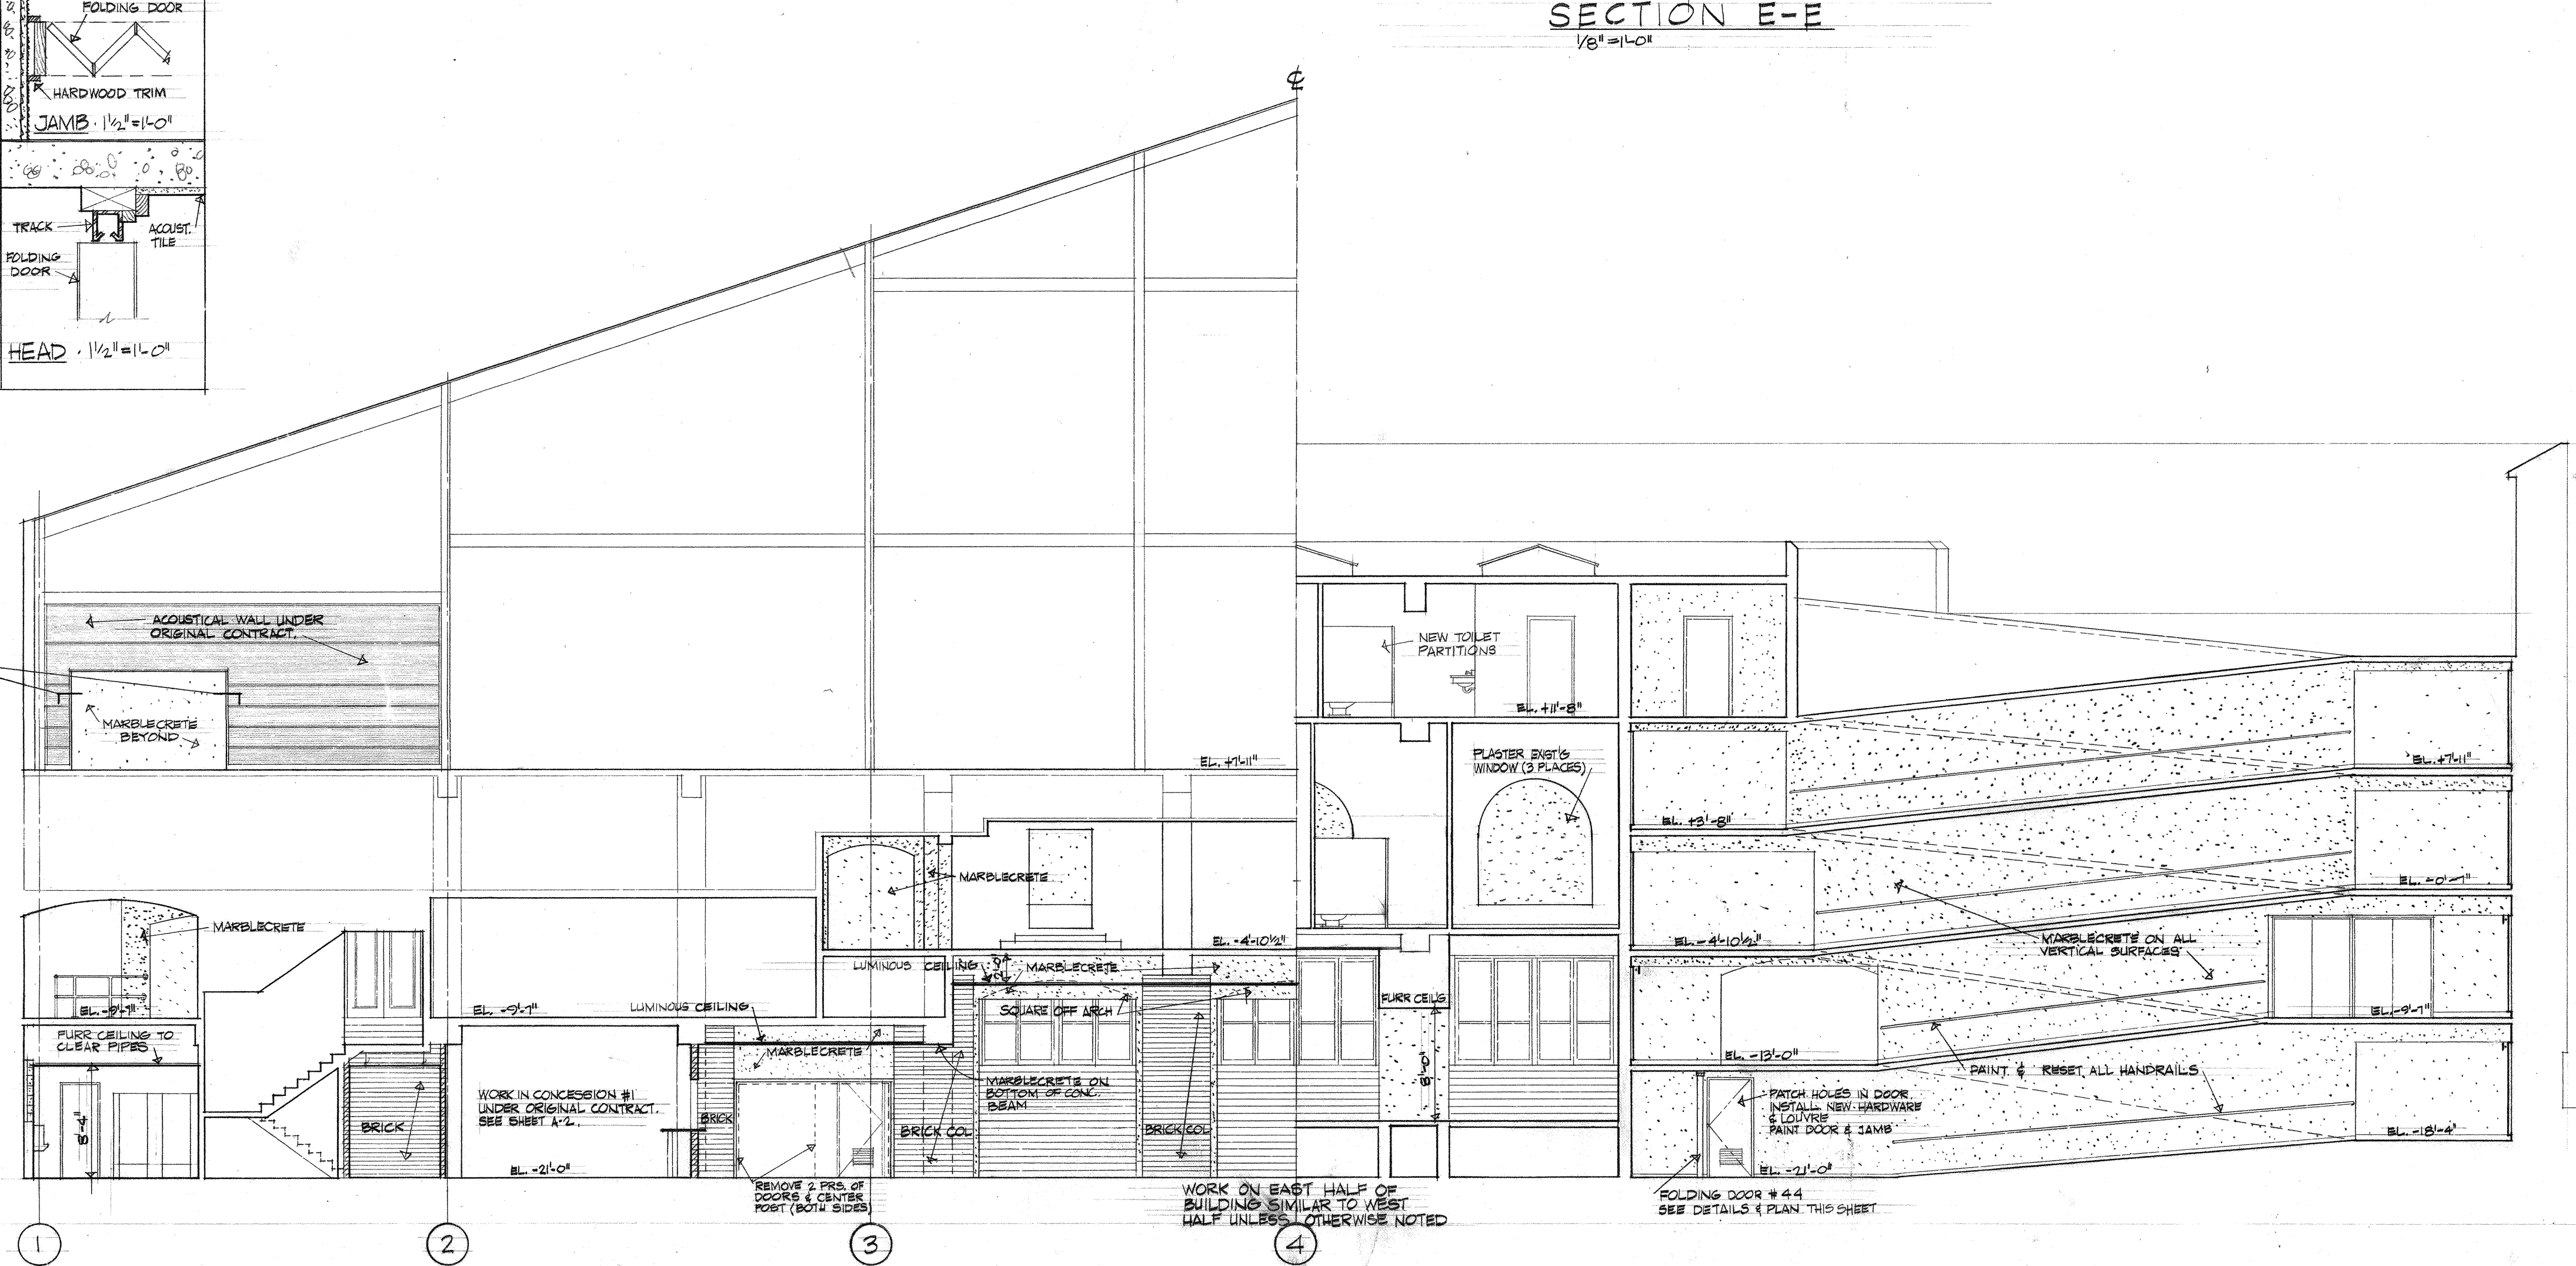 FOLDING DOOR
HARDWOOD TRIM
JAMB · 1 1/2"=1'-0"
TRACK
ACOUST.
TILE
FOLDING
DOOR
HEAD · 1 1/2"=1'-0"
SECTION E-E
1/8"=1'-0"
℄
ACOUSTICAL WALL UNDER
ORIGINAL CONTRACT.
MARBLECRETE
BEYOND
NEW TOILET
PARTITIONS
EL. +11'-8"
EL. +7'-11"
PLASTER EXIST'G
WINDOW (3 PLACES)
EL. +7'-11"
EL. +3'-8"
MARBLECRETE
EL. -0'-7"
MARBLECRETE
EL. -4'-10 1/2"
EL. -4'-10 1/2"
MARBLECRETE ON ALL
VERTICAL SURFACES
LUMINOUS CEILING
MARBLECRETE
EL. -9'-7"
EL. -9'-7"
LUMINOUS CEILING
SQUARE OFF ARCH
FURR CEIL'G
EL. -9'-7"
FURR CEILING TO
CLEAR PIPES
MARBLECRETE
EL. -13'-0"
8'-0"
PAINT & RESET ALL HANDRAILS
MARBLECRETE ON
BOTTOM OF CONC.
BEAM
WORK IN CONCESSION #1
UNDER ORIGINAL CONTRACT.
SEE SHEET A-2.
PATCH HOLES IN DOOR.
INSTALL NEW HARDWARE
& LOUVRE
PAINT DOOR & JAMB
8'-4"
BRICK
BRICK
BRICK COL
BRICK COL
EL. -18'-4"
EL. -21'-0"
EL. -21'-0"
REMOVE 2 PRS. OF
DOORS & CENTER
POST (BOTH SIDES)
WORK ON EAST HALF OF
BUILDING SIMILAR TO WEST
HALF UNLESS OTHERWISE NOTED
FOLDING DOOR #44
SEE DETAILS & PLAN THIS SHEET
1
2
3
4